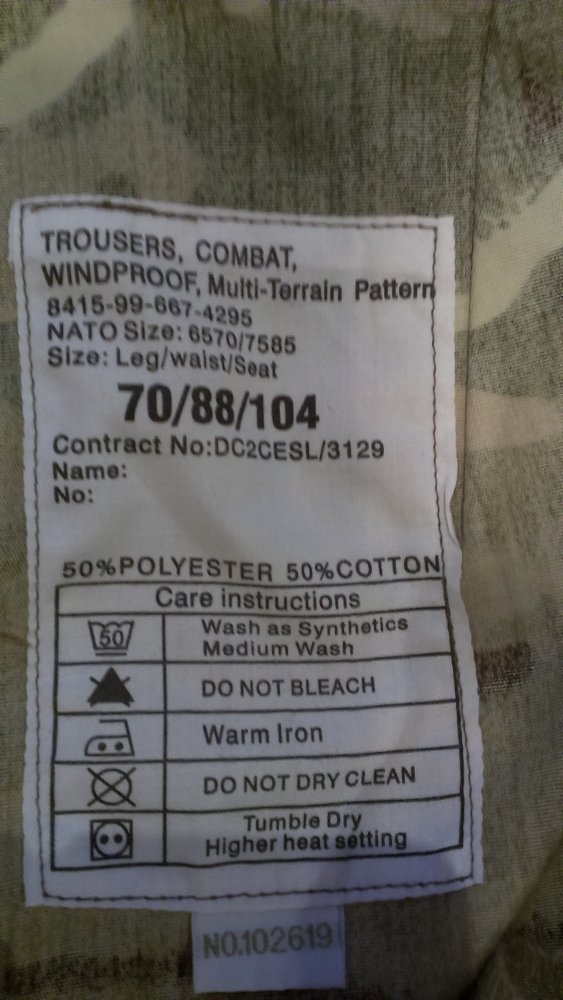 TROUSERS, COMBAT,
WINDPROOF, Multi-Terrain Pattern
8415-99-667-4295
NATO Size: 6570/7585
Size: Leg/waist/Seat
70/88/104
Contract No:DC2CESL/3129
Name:
No:
50%POLYESTER 50%COTTON
Care instructions
50 Wash as Synthetics
Medium Wash
DO NOT BLEACH
Warm Iron
DO NOT DRY CLEAN
Tumble Dry
Higher heat setting
NO.102619